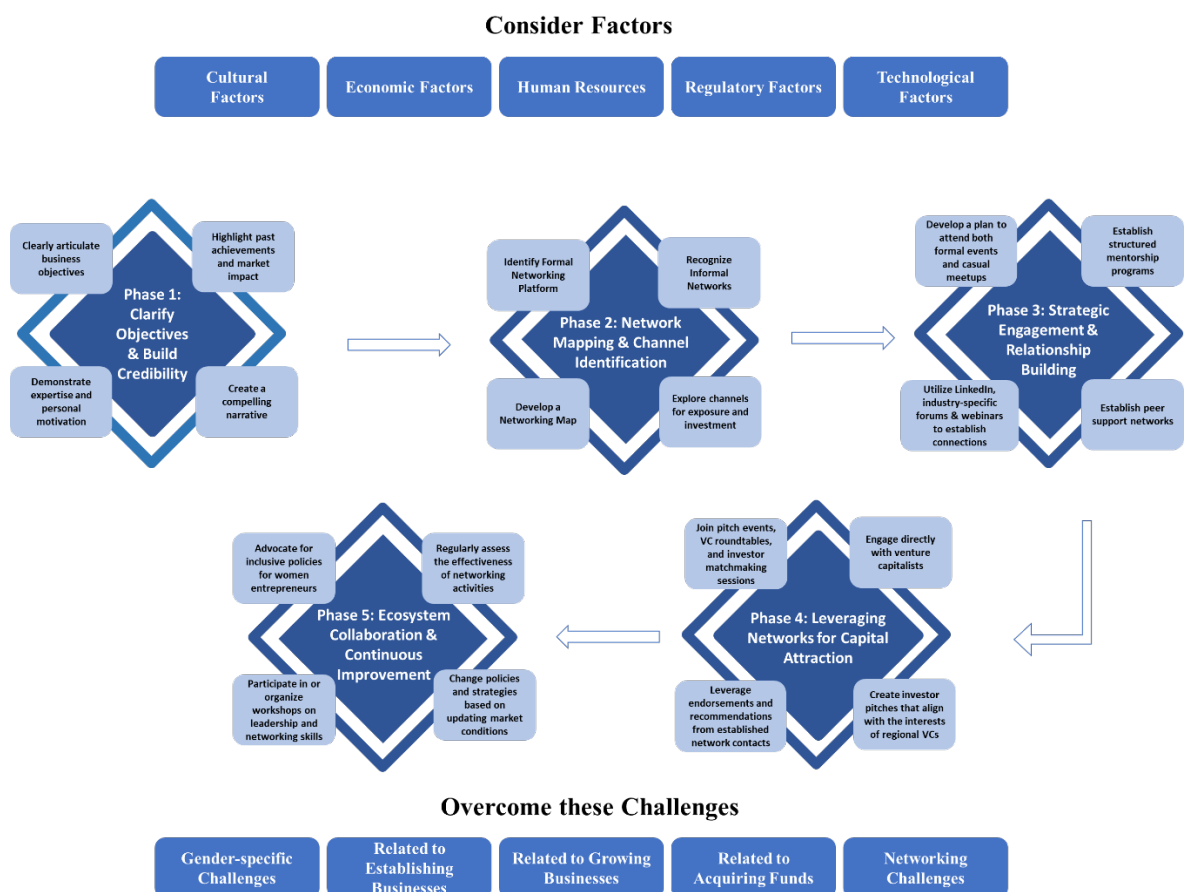 Consider Factors
Cultural
Factors
Economic Factors
Human Resources
Regulatory Factors
Technological
Factors
Clearly articulate
business
objectives
Highlight past
achievements
and market
impact
Phase 1:
Clarify
Objectives
& Build
Credibility
Demonstrate
expertise and
personal
motivation
Create a
compelling
narrative
Identify Formal
Networking
Platform
Recognize
Informal
Networks
Phase 2: Network
Mapping & Channel
Identification
Develop a
Networking Map
Explore channels
for exposure and
investment
Develop a plan to
attend both
formal events
and casual
meetups
Establish
structured
mentorship
programs
Phase 3: Strategic
Engagement &
Relationship
Building
Utilize LinkedIn,
industry-specific
forums & webinars
to establish
connections
Establish peer
support networks
Join pitch events,
VC roundtables,
and investor
matchmaking
sessions
Engage directly
with venture
capitalists
Phase 4: Leveraging
Networks for Capital
Attraction
Leverage
endorsements and
recommendations
from established
network contacts
Create investor
pitches that align
with the interests
of regional VCs
Advocate for
inclusive policies
for women
entrepreneurs
Regularly assess
the effectiveness
of networking
activities
Phase 5: Ecosystem
Collaboration &
Continuous
Improvement
Participate in or
organize
workshops on
leadership and
networking skills
Change policies
and strategies
based on
updating market
conditions
Overcome these Challenges
Gender-specific
Challenges
Related to
Establishing
Businesses
Related to Growing
Businesses
Related to
Acquiring Funds
Networking
Challenges